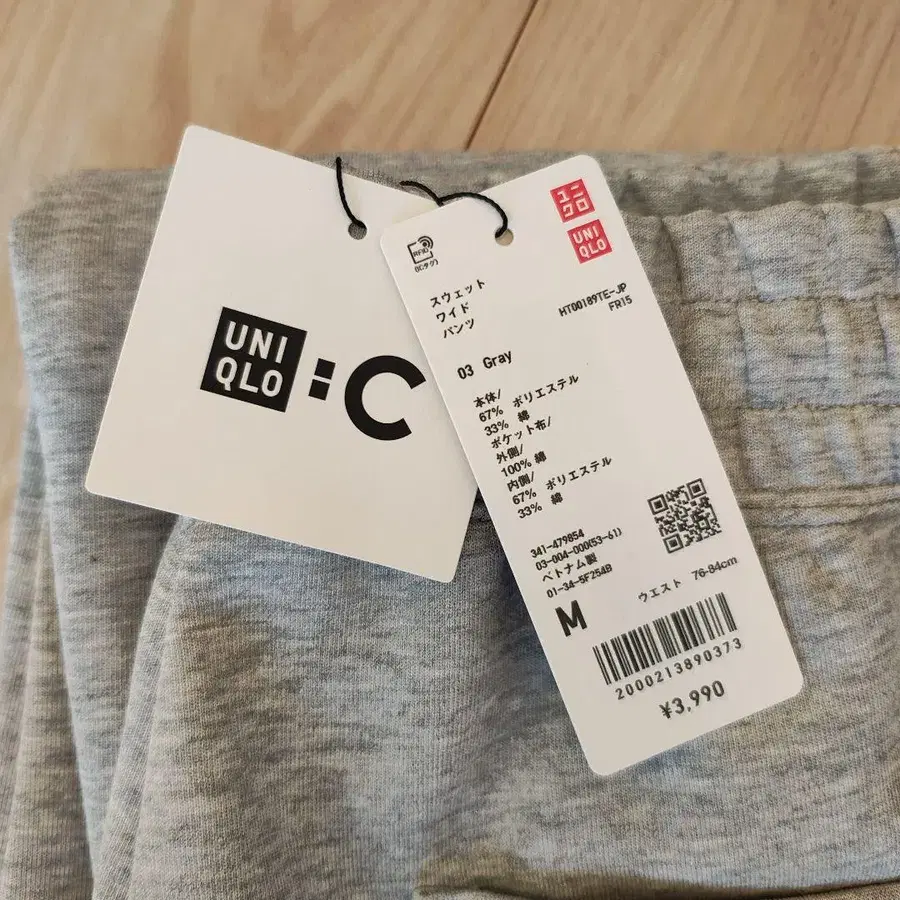 UNI
QLO
:C
ユニ
クロ
UNI
QLO
RFID
(ICタグ)
スウェット
ワイド
パンツ
HT00189TE-JP
FR15
03 Gray
本体/
67% ポリエステル
33% 綿
ポケット布/
外側/
100% 綿
内側/
67% ポリエステル
33% 綿
341-479854
03-004-000(53-61)
ベトナム製
01-34-5F254B
M
ウエスト 76-84cm
2000213890373
¥3,990